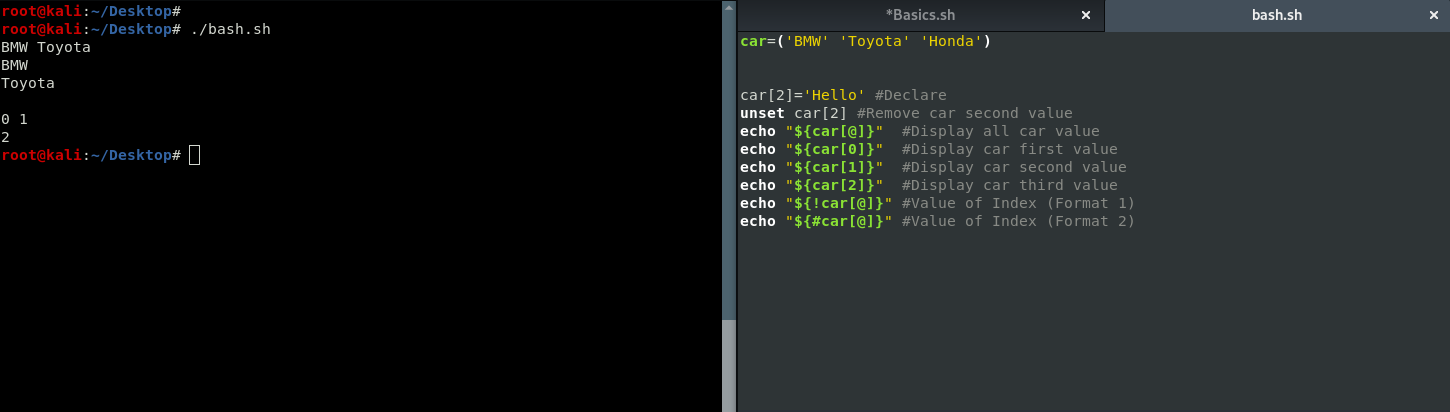 root@kali:~/Desktop#
root@kali:~/Desktop# ./bash.sh
BMW Toyota
BMW
Toyota
0 1
2
root@kali:~/Desktop#
*Basics.sh ×
bash.sh ×
car=('BMW' 'Toyota' 'Honda')
car[2]='Hello' #Declare
unset car[2] #Remove car second value
echo "${car[@]}"  #Display all car value
echo "${car[0]}"  #Display car first value
echo "${car[1]}"  #Display car second value
echo "${car[2]}"  #Display car third value
echo "${!car[@]}" #Value of Index (Format 1)
echo "${#car[@]}" #Value of Index (Format 2)